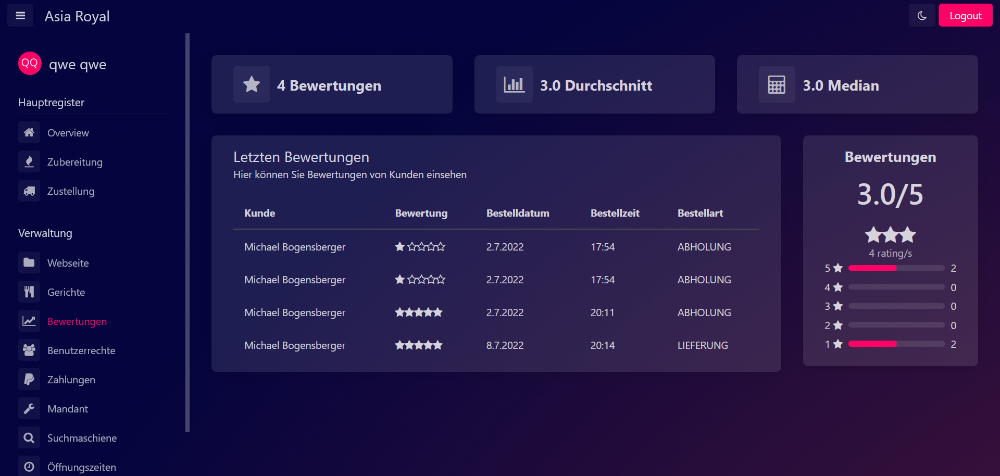 Asia Royal
Logout
QQ
qwe qwe
Hauptregister
Overview
Zubereitung
Zustellung
Verwaltung
Webseite
Gerichte
Bewertungen
Benutzerrechte
Zahlungen
Mandant
Suchmaschiene
Öffnungszeiten
4 Bewertungen
3.0 Durchschnitt
3.0 Median
Letzten Bewertungen
Hier können Sie Bewertungen von Kunden einsehen
Kunde Bewertung Bestelldatum Bestellzeit Bestellart
Michael Bogensberger 2.7.2022 17:54 ABHOLUNG
Michael Bogensberger 2.7.2022 17:54 ABHOLUNG
Michael Bogensberger 2.7.2022 20:11 ABHOLUNG
Michael Bogensberger 8.7.2022 20:14 LIEFERUNG
Bewertungen
3.0/5
4 rating/s
5 2
4 0
3 0
2 0
1 2